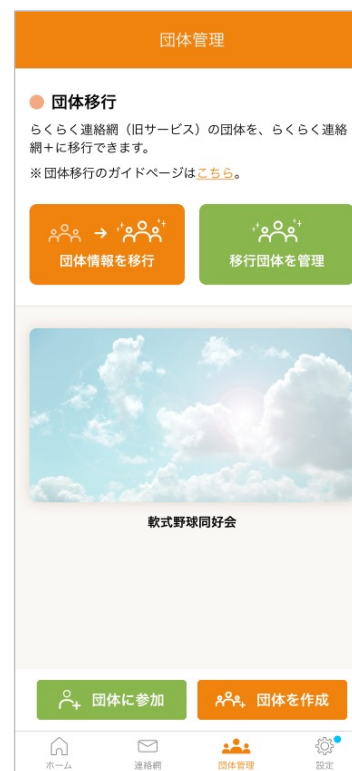 団体管理
団体移行
らくらく連絡網（旧サービス）の団体を、らくらく連絡
網＋に移行できます。
※団体移行のガイドページはこちら。
団体情報を移行
移行団体を管理
軟式野球同好会
団体に参加
団体を作成
ホーム
連絡網
団体管理
設定